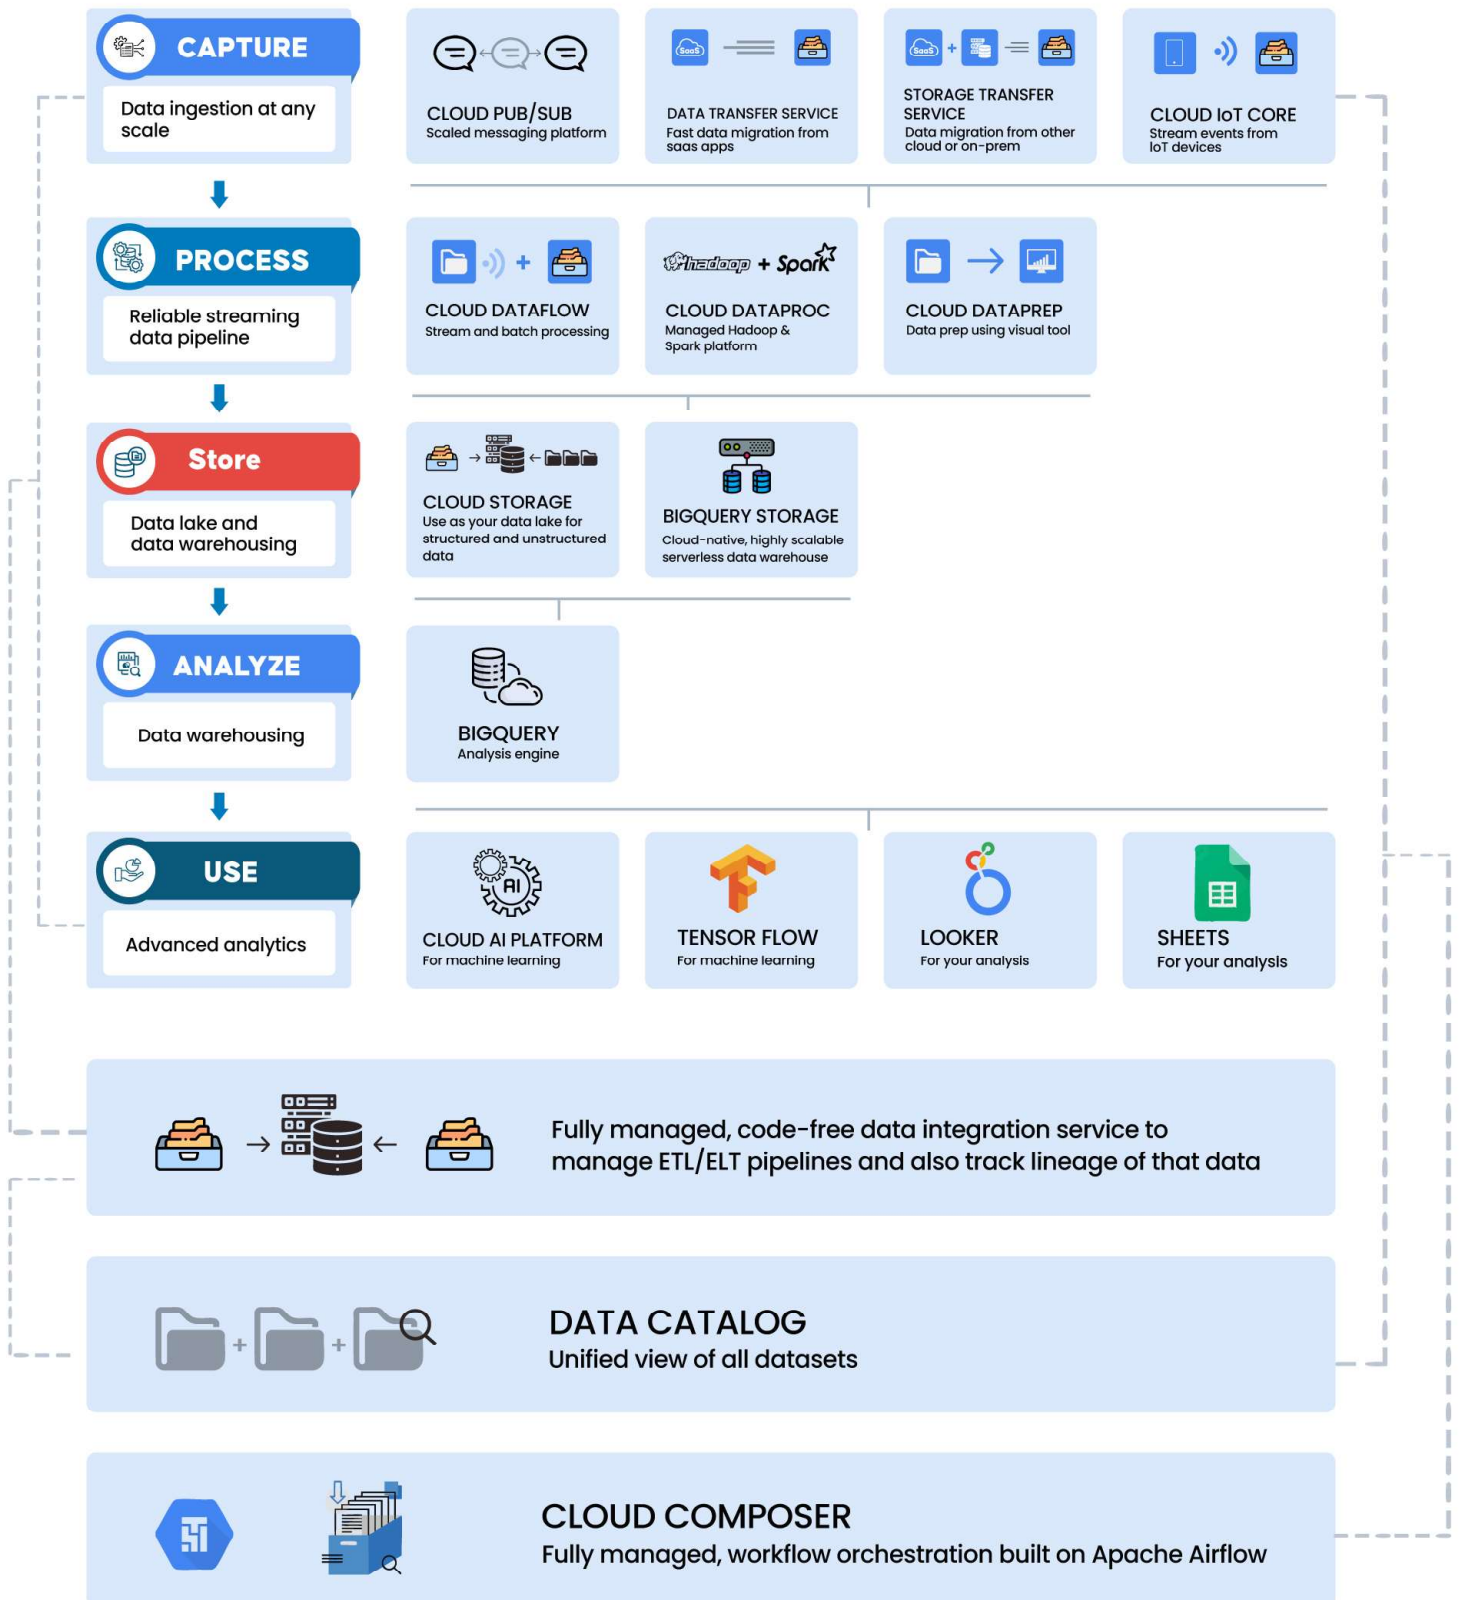 CAPTURE
Data ingestion at any
scale
SaaS
SaaS
+
CLOUD PUB/SUB
Scaled messaging platform
DATA TRANSFER SERVICE
Fast data migration from
saas apps
STORAGE TRANSFER
SERVICE
Data migration from other
cloud or on-prem
CLOUD IoT CORE
Stream events from
IoT devices
PROCESS
Reliable streaming
data pipeline
+
CLOUD DATAFLOW
Stream and batch processing
hadoop + Spark
CLOUD DATAPROC
Managed Hadoop &
Spark platform
CLOUD DATAPREP
Data prep using visual tool
Store
Data lake and
data warehousing
CLOUD STORAGE
Use as your data lake for
structured and unstructured
data
BIGQUERY STORAGE
Cloud-native, highly scalable
serverless data warehouse
ANALYZE
Data warehousing
BIGQUERY
Analysis engine
USE
Advanced analytics
AI
CLOUD AI PLATFORM
For machine learning
TENSOR FLOW
For machine learning
LOOKER
For your analysis
SHEETS
For your analysis
Fully managed, code-free data integration service to
manage ETL/ELT pipelines and also track lineage of that data
+ +
DATA CATALOG
Unified view of all datasets
CLOUD COMPOSER
Fully managed, workflow orchestration built on Apache Airflow